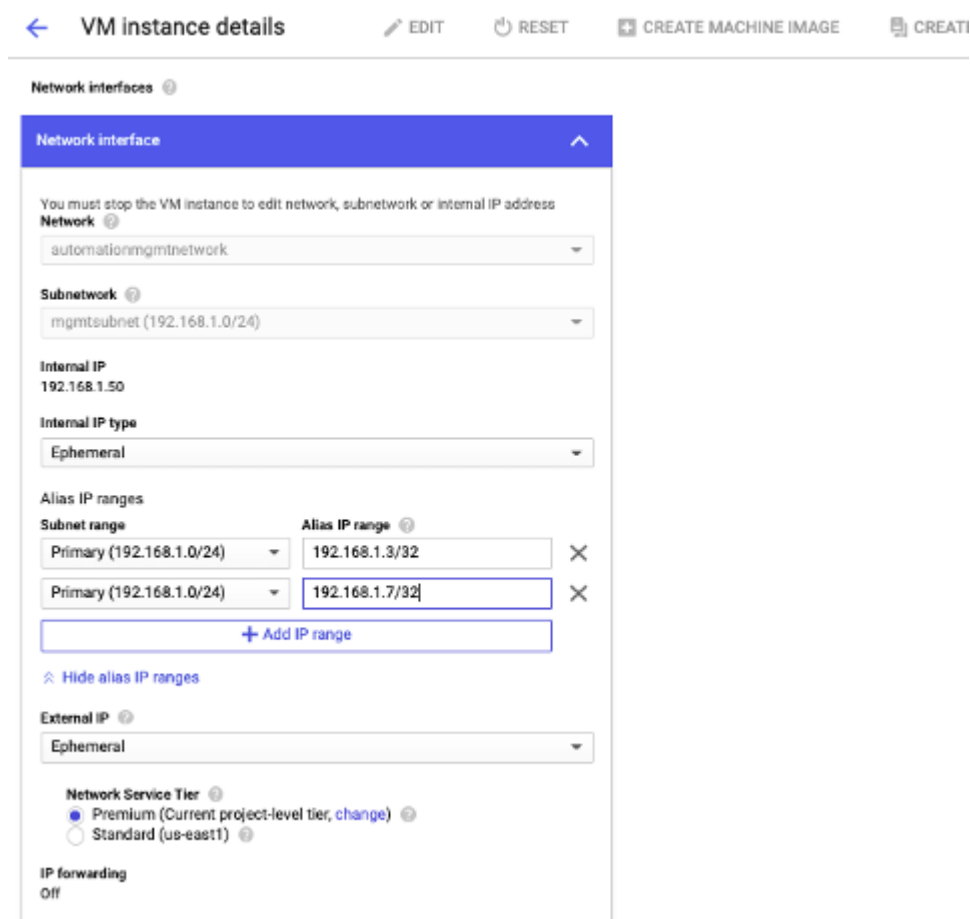 VM instance details EDIT RESET CREATE MACHINE IMAGE
Network interfaces
Network interface
You must stop the VM instance to edit network, subnetwork or internal IP address
Network
automationmgmtnetwork
Subnetwork
mgmtsubnet (192.168.1.0/24)
Internal IP
192.168.1.50
Internal IP type
Ephemeral
Alias IP ranges
Subnet range Alias IP range
Primary (192.168.1.0/24) 192.168.1.3/32
Primary (192.168.1.0/24) 192.168.1.7/32
+ Add IP range
Hide alias IP ranges
External IP
Ephemeral
Network Service Tier
Premium (Current project-level tier, change)
Standard (us-east1)
IP forwarding
Off